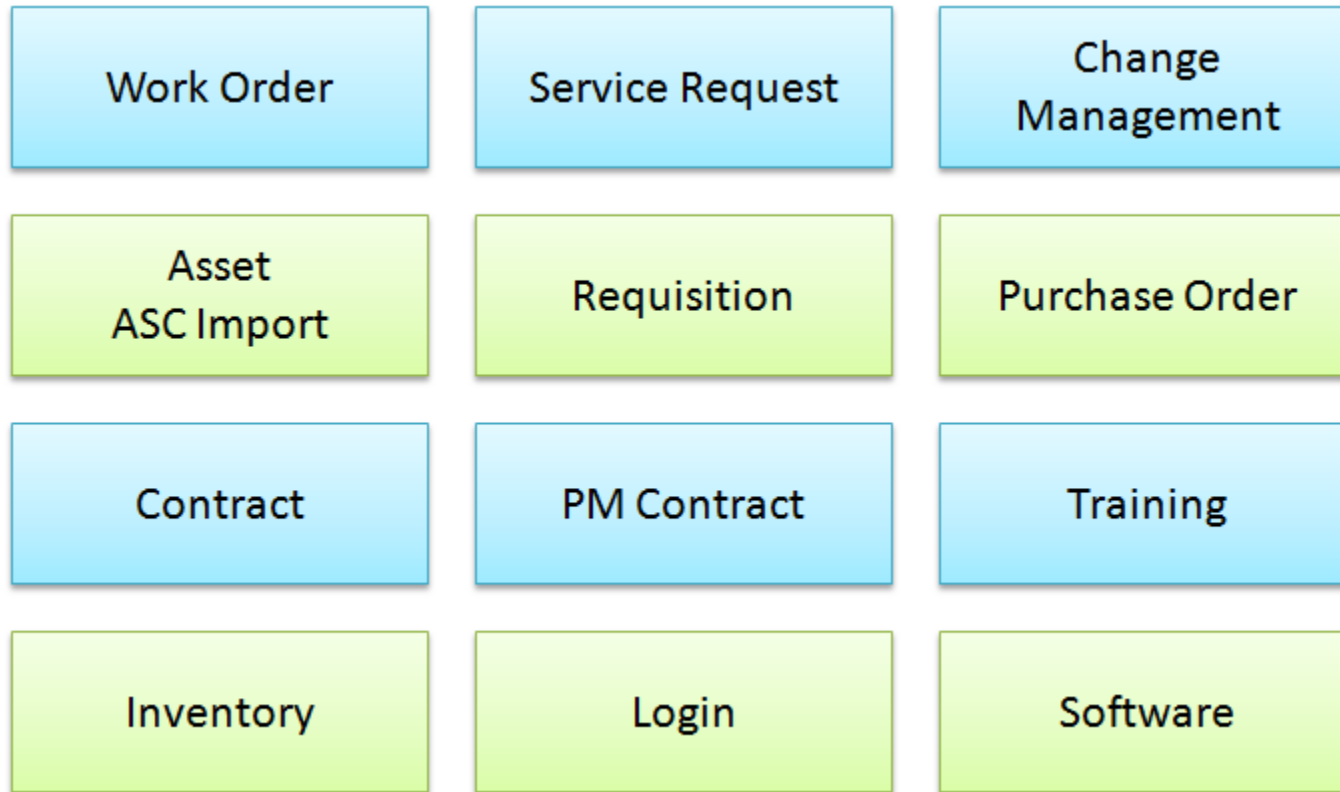 Work Order
Service Request
Change
Management
Asset
ASC Import
Requisition
Purchase Order
Contract
PM Contract
Training
Inventory
Login
Software